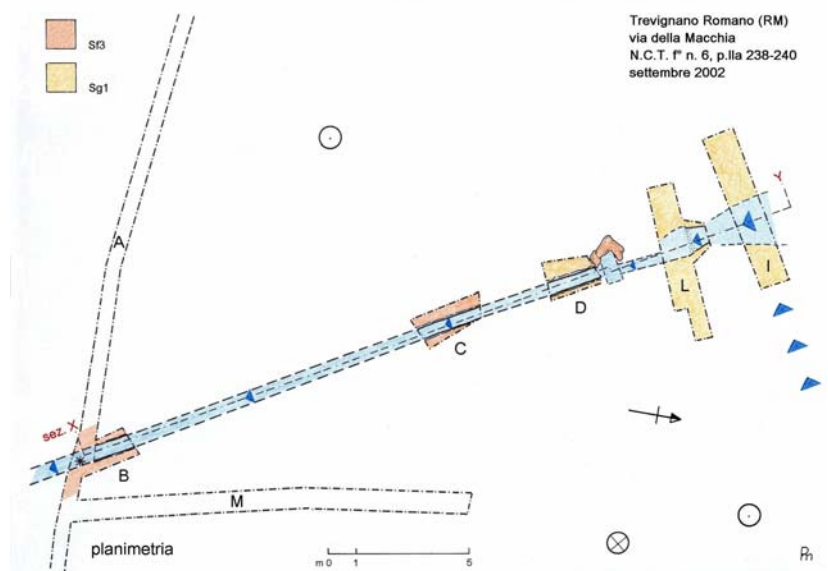 Sf3
Sg1
Trevignano Romano (RM)
via della Macchia
N.C.T. f° n. 6, p.lla 238-240
settembre 2002
Y
A
I
L
D
C
sez. X
B
M
planimetria
m 0 1 5